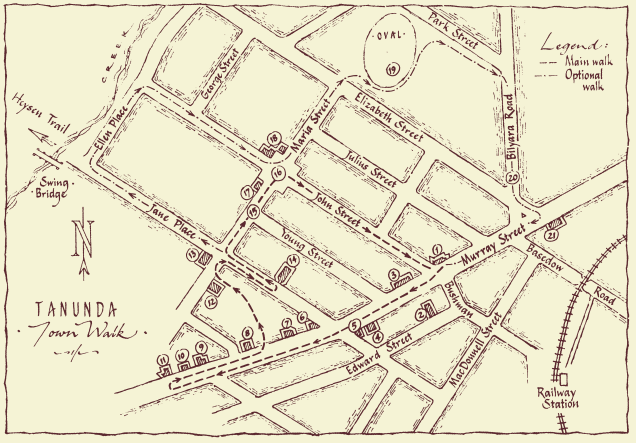 CREEK
OVAL
19
Park Street
Legend:
Main walk
Optional
walk
George Street
Heysen Trail
Ellen Place
Maria Street
Elizabeth Street
Bilyara Road
18
Julius Street
Swing
Bridge
17
16
20
Jane Place
15
John Street
N
Young Street
Murray Street
21
13
14
1
Basedow
Road
3
12
TANUNDA
Town Walk
Bushman
2
6
7
5
4
8
Edward Street
MacDonnell Street
9
10
11
Railway
Station